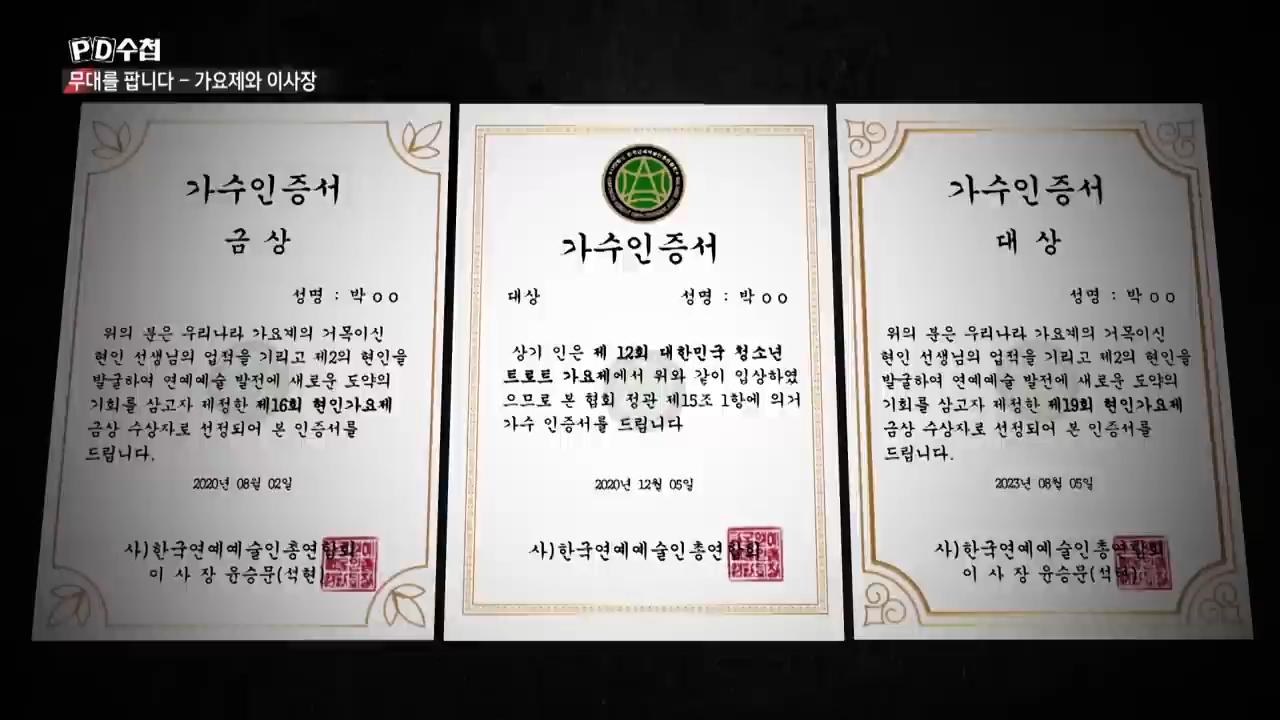 PD수첩
무대를 팝니다 - 가요제와 이사장
가수인증서
금 상
성명 : 박 o o
위의 분은 우리나라 가요계의 거목이신
현인 선생님의 업적을 기리고 제2의 현인을
발굴하여 연예예술 발전에 새로운 도약의
기회를 삼고자 제정한 제16회 현인가요제
금상 수상자로 선정되어 본 인증서를
드립니다.
2020년 08월 02일
사)한국연예예술인총연합회
이 사 장 윤승문(석현)
가수인증서
대상 성명 : 박 o o
상기 인은 제 12회 대한민국 청소년
트로트 가요제에서 위와 같이 입상하였
으므로 본 협회 정관 제15조 1항에 의거
가수 인증서를 드립니다
2020년 12월 05일
사)한국연예예술인총연합회
가수인증서
대 상
성명 : 박 o o
위의 분은 우리나라 가요계의 거목이신
현인 선생님의 업적을 기리고 제2의 현인을
발굴하여 연예예술 발전에 새로운 도약의
기회를 삼고자 제정한 제19회 현인가요제
금상 수상자로 선정되어 본 인증서를
드립니다.
2023년 08월 05일
사)한국연예예술인총연합회
이 사 장 윤승문(석현)